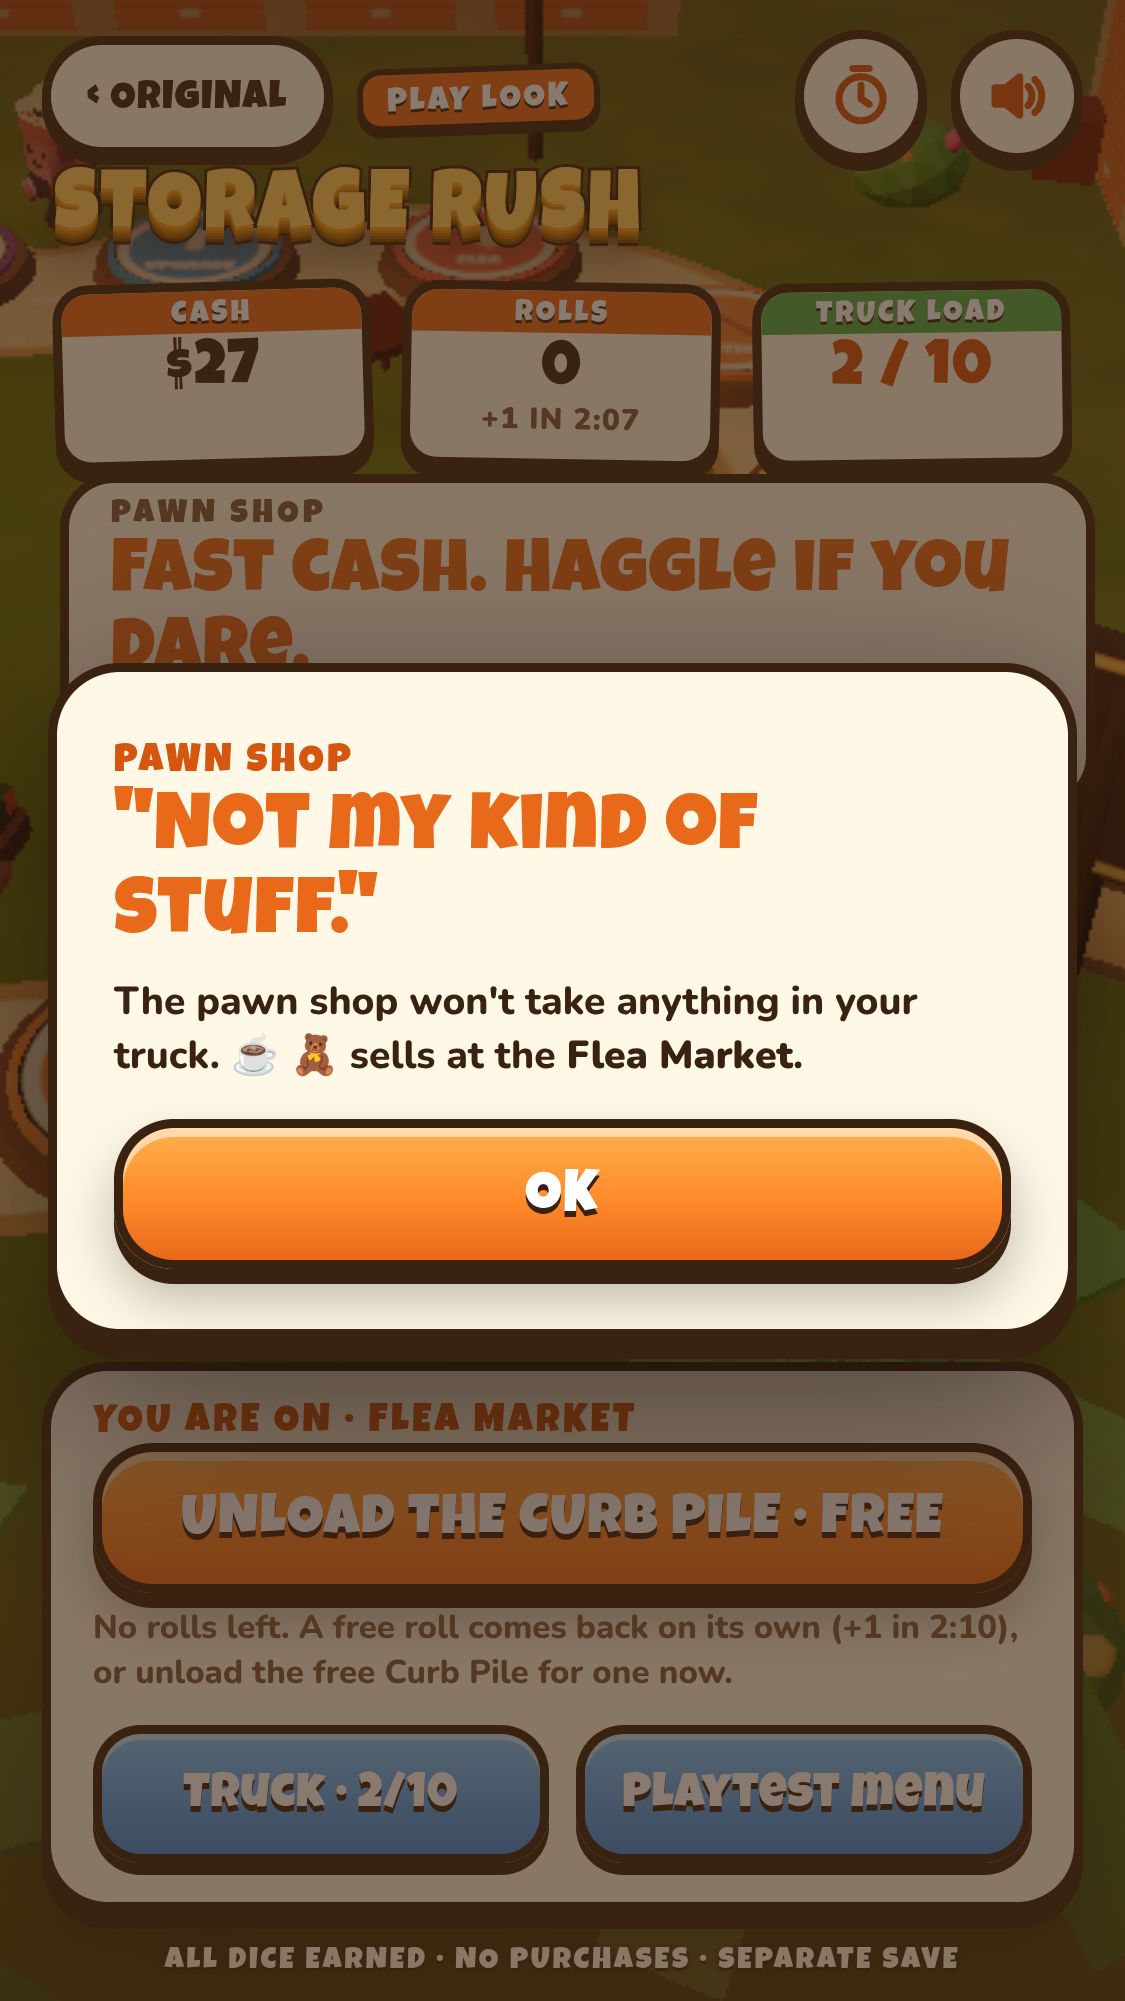 ‹ ORIGINAL
PLAY LOOK
STORAGE RUSH
CASH
$27
ROLLS
0
+1 IN 2:07
TRUCK LOAD
2 / 10
PAWN SHOP
FAST CASH. HAGGLE IF YOU
DARE.
PAWN SHOP
"NOT MY KIND OF
STUFF."
The pawn shop won't take anything in your
truck. ☕ 🧸 sells at the Flea Market.
OK
YOU ARE ON · FLEA MARKET
UNLOAD THE CURB PILE · FREE
No rolls left. A free roll comes back on its own (+1 in 2:10),
or unload the free Curb Pile for one now.
TRUCK · 2/10
PLAYTEST MENU
ALL DICE EARNED · NO PURCHASES · SEPARATE SAVE